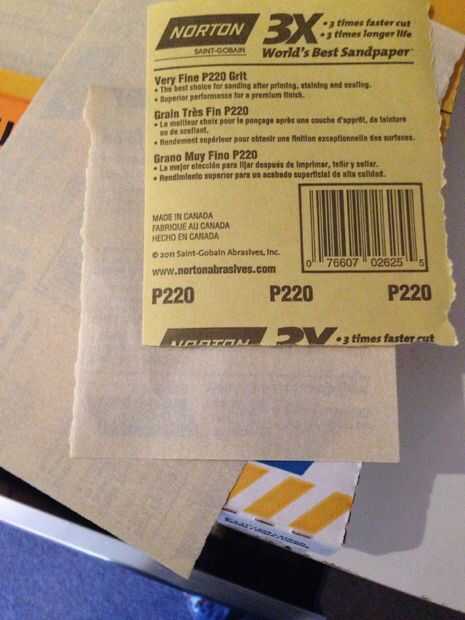 NORTON
SAINT-GOBAIN
3X
• 3 times faster cut
• 3 times longer life
World's Best Sandpaper
Very Fine P220 Grit
• The best choice for sanding after priming, staining and sealing.
• Superior performance for a premium finish.
Grain Très Fin P220
• Le meilleur choix pour le ponçage après une couche d'apprêt, de teinture
ou de scellant.
• Rendement supérieur pour obtenir une finition exceptionnelle des surfaces.
Grano Muy Fino P220
• La mejor elección para lijar después de imprimar, teñir y sellar.
• Rendimiento superior para un acabado superficial de alta calidad.
MADE IN CANADA
FABRIQUÉ AU CANADA
HECHO EN CANADA
© 2011 Saint-Gobain Abrasives, Inc.
www.nortonabrasives.com
0 76607 02625 5
P220 P220 P220
NORTON 3X • 3 times faster cut